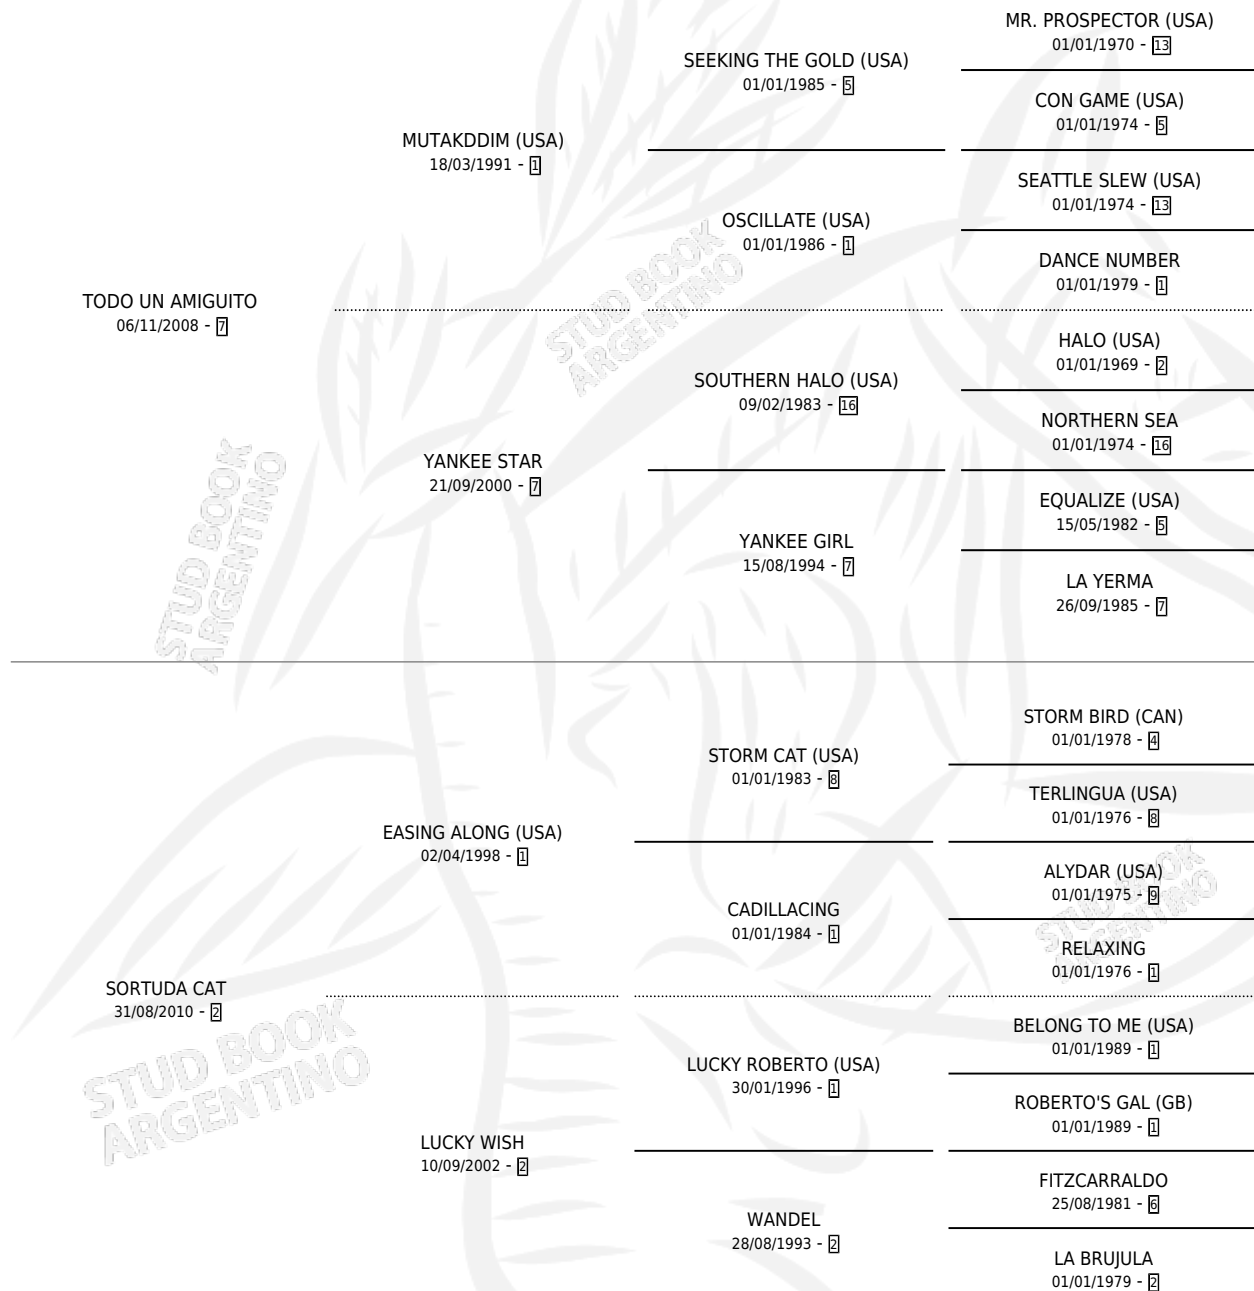 MR. PROSPECTOR (USA)
01/01/1970 - 13
SEEKING THE GOLD (USA)
01/01/1985 - 5
CON GAME (USA)
01/01/1974 - 5
MUTAKDDIM (USA)
18/03/1991 - 1
SEATTLE SLEW (USA)
01/01/1974 - 13
OSCILLATE (USA)
01/01/1986 - 1
DANCE NUMBER
01/01/1979 - 1
STUD BOOK
ARGENTINO
TODO UN AMIGUITO
06/11/2008 - 7
HALO (USA)
01/01/1969 - 2
SOUTHERN HALO (USA)
09/02/1983 - 16
NORTHERN SEA
01/01/1974 - 16
YANKEE STAR
21/09/2000 - 7
EQUALIZE (USA)
15/05/1982 - 5
YANKEE GIRL
15/08/1994 - 7
LA YERMA
26/09/1985 - 7
STUD BOOK
ARGENTINO
STORM BIRD (CAN)
01/01/1978 - 4
STORM CAT (USA)
01/01/1983 - 8
TERLINGUA (USA)
01/01/1976 - 8
EASING ALONG (USA)
02/04/1998 - 1
ALYDAR (USA)
01/01/1975 - 9
CADILLACING
01/01/1984 - 1
RELAXING
01/01/1976 - 1
STUD BOOK
ARGENTINO
SORTUDA CAT
31/08/2010 - 2
BELONG TO ME (USA)
01/01/1989 - 1
LUCKY ROBERTO (USA)
30/01/1996 - 1
ROBERTO'S GAL (GB)
01/01/1989 - 1
STUD BOOK
ARGENTINO
LUCKY WISH
10/09/2002 - 2
FITZCARRALDO
25/08/1981 - 6
WANDEL
28/08/1993 - 2
LA BRUJULA
01/01/1979 - 2